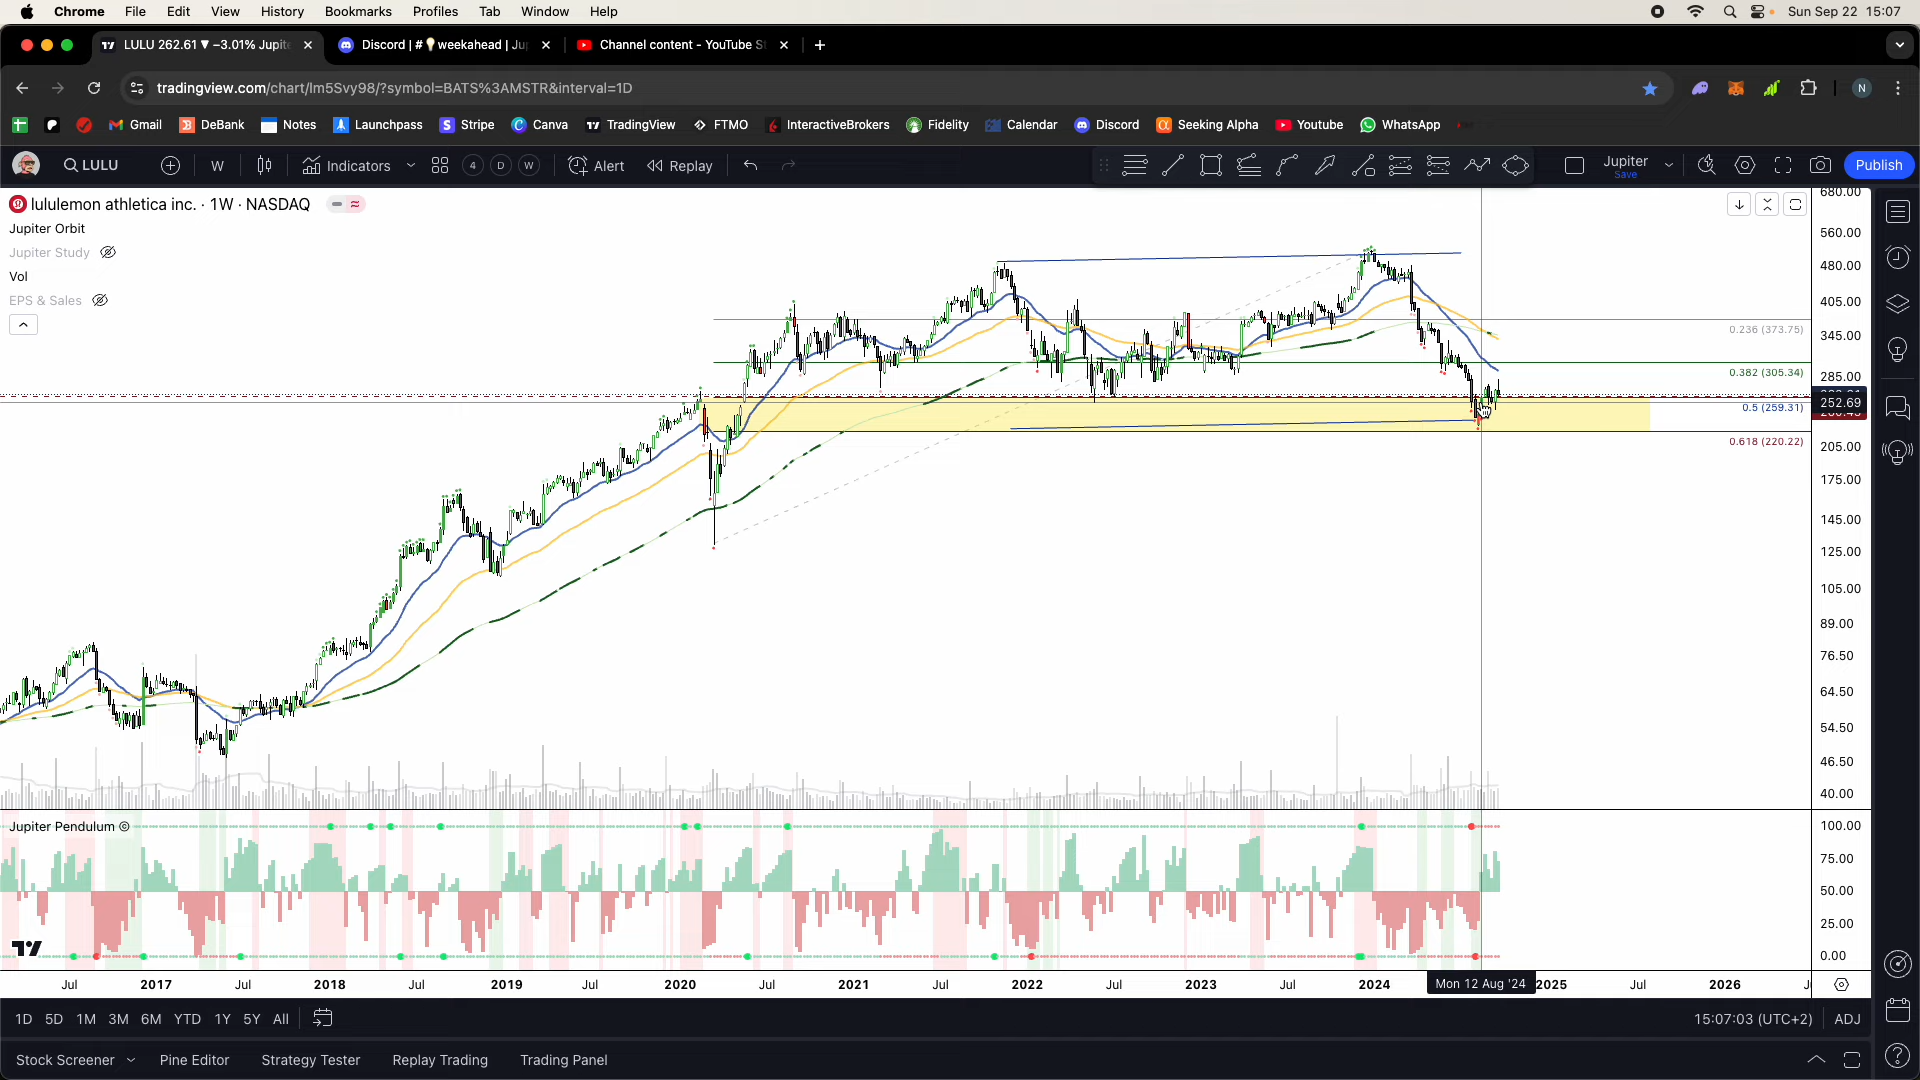 Chrome File Edit View History Bookmarks Profiles Tab Window Help Sun Sep 22 15:07
LULU 262.61 ▼ −3.01% Jupit
Discord | #💡weekahead | Ju
Channel content - YouTube S
tradingview.com/chart/lm5Svy98/?symbol=BATS%3AMSTR&interval=1D
N
Gmail DeBank Notes Launchpass Stripe Canva TradingView FTMO InteractiveBrokers Fidelity Calendar Discord Seeking Alpha Youtube WhatsApp
LULU W Indicators 4 D W Alert Replay Jupiter Publish
Save
lululemon athletica inc. · 1W · NASDAQ
Jupiter Orbit
Jupiter Study
Vol
EPS & Sales
680.00
560.00
480.00
405.00
345.00
285.00
252.69
205.00
175.00
145.00
125.00
105.00
89.00
76.50
64.50
54.50
46.50
40.00
0.236 (373.75)
0.382 (305.34)
0.5 (259.31)
0.618 (220.22)
Jupiter Pendulum
100.00
75.00
50.00
25.00
0.00
Jul 2017 Jul 2018 Jul 2019 Jul 2020 Jul 2021 Jul 2022 Jul 2023 Jul 2024 Mon 12 Aug '24 2025 Jul 2026
1D 5D 1M 3M 6M YTD 1Y 5Y All 15:07:03 (UTC+2) ADJ
Stock Screener Pine Editor Strategy Tester Replay Trading Trading Panel